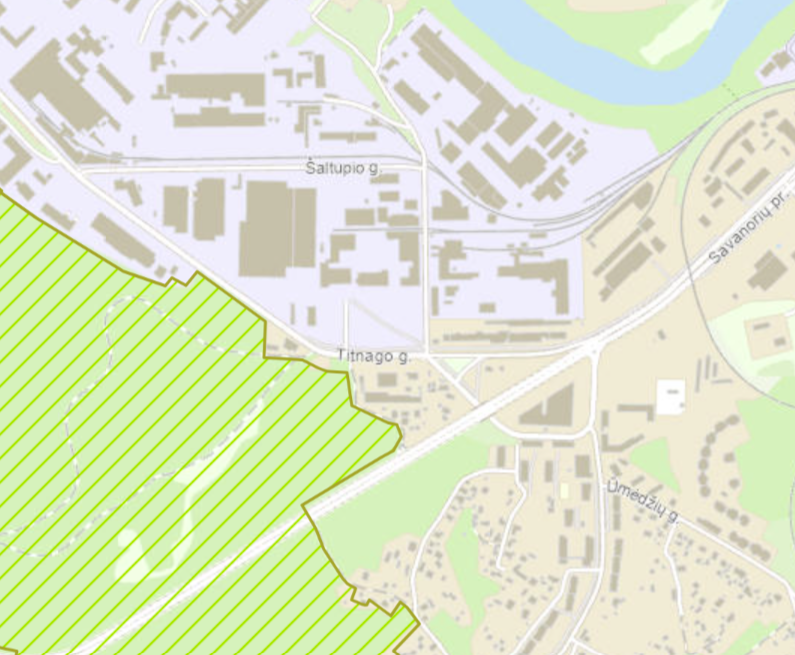 Šaltupio g.
Savanorių pr.
Titnago g.
Ūmėdžių g.